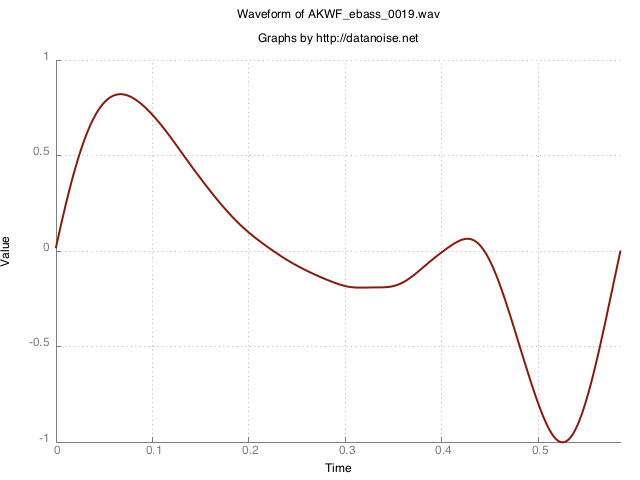 Waveform of AKWF_ebass_0019.wav
Graphs by http://datanoise.net
1
0.5
0
-0.5
-1
Value
0 0.1 0.2 0.3 0.4 0.5
Time